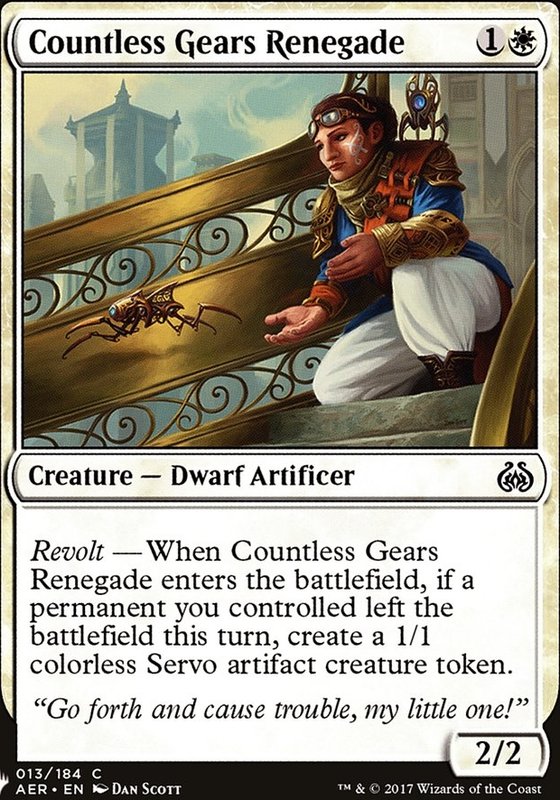 Countless Gears Renegade 1
Creature — Dwarf Artificer
Revolt — When Countless Gears
Renegade enters the battlefield, if a
permanent you controlled left the
battlefield this turn, create a 1/1
colorless Servo artifact creature token.
“Go forth and cause trouble, my little one!”
2/2
013/184 C
AER • EN Dan Scott
™ & © 2017 Wizards of the Coast